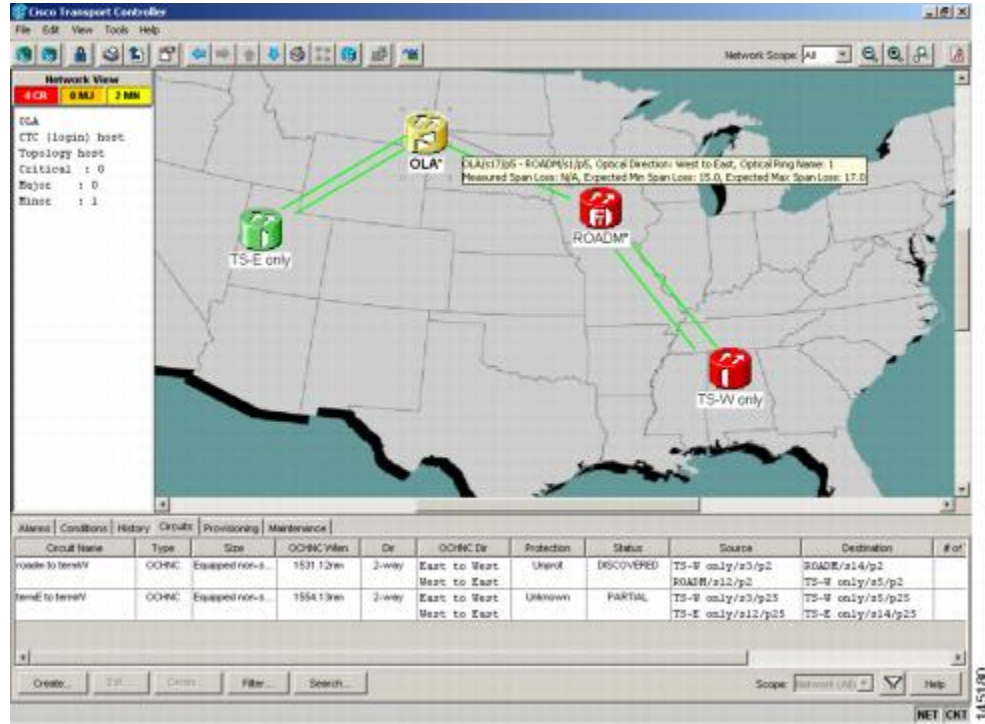 Cisco Transport Controller
File Edit View Tools Help
Network Scope: All
Network View
4 CR 0 MJ 2 MN
OLA
CTC (login) host
Topology host
Critical : 0
Major : 0
Minor : 1
OLA*
OLA/s17/p5 - ROADM/s1/p5, Optical Direction: West to East, Optical Ring Name: 1
Measured Span Loss: N/A, Expected Min Span Loss: 15.0, Expected Max Span Loss: 17.0
ROADM*
TS-E only
TS-W only
Alarms Conditions History Circuits Provisioning Maintenance
Circuit Name Type Size OCHNC Wlen Dir OCHNC Dir Protection Status Source Destination # of
roadm to termW OCHNC Equipped non-s... 1531.12nm 2-way East to West Unprot DISCOVERED TS-W only/s3/p2 ROADM/s14/p2
West to East ROADM/s12/p2 TS-W only/s5/p2
termE to termW OCHNC Equipped non-s... 1554.13nm 2-way East to West Unknown PARTIAL TS-W only/s3/p25 TS-W only/s5/p25
West to East TS-E only/s12/p25 TS-E only/s14/p25
Create... Edit... Delete... Filter... Search... Scope: Network (All) Help
NET CKT
145180